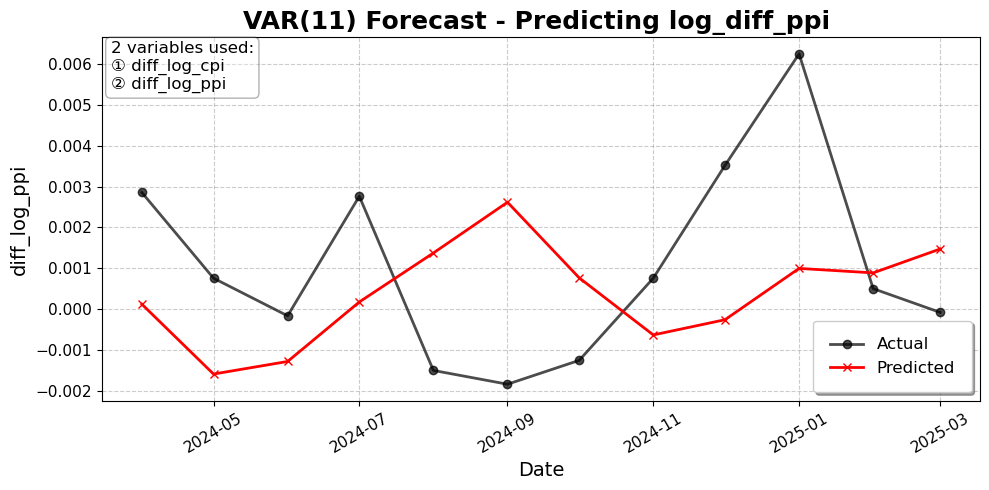 VAR(11) Forecast - Predicting log_diff_ppi
2 variables used:
① diff_log_cpi
② diff_log_ppi
diff_log_ppi
0.006
0.005
0.004
0.003
0.002
0.001
0.000
−0.001
−0.002
Actual
Predicted
2024-05
2024-07
2024-09
2024-11
2025-01
2025-03
Date